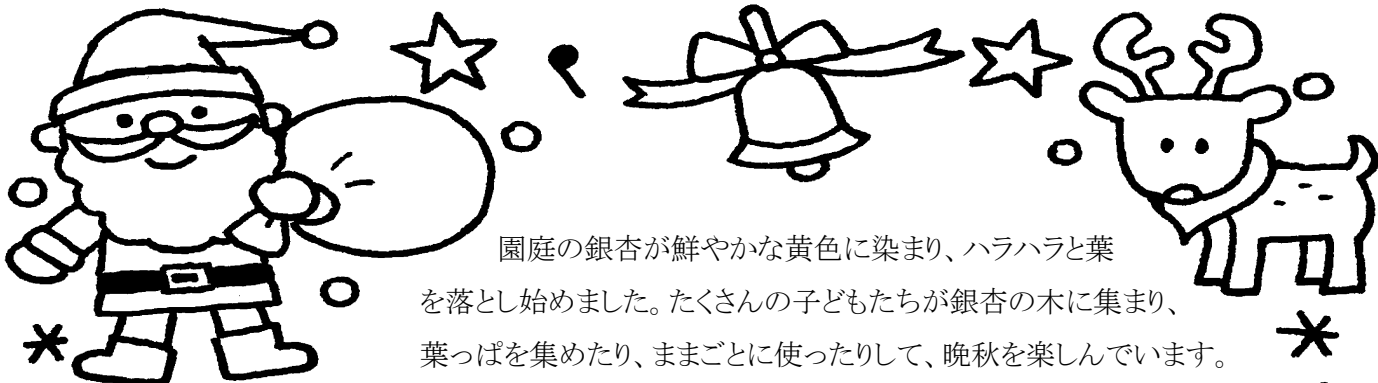 園庭の銀杏が鮮やかな黄色に染まり、ハラハラと葉
を落とし始めました。たくさんの子どもたちが銀杏の木に集まり、
葉っぱを集めたり、ままごとに使ったりして、晩秋を楽しんでいます。